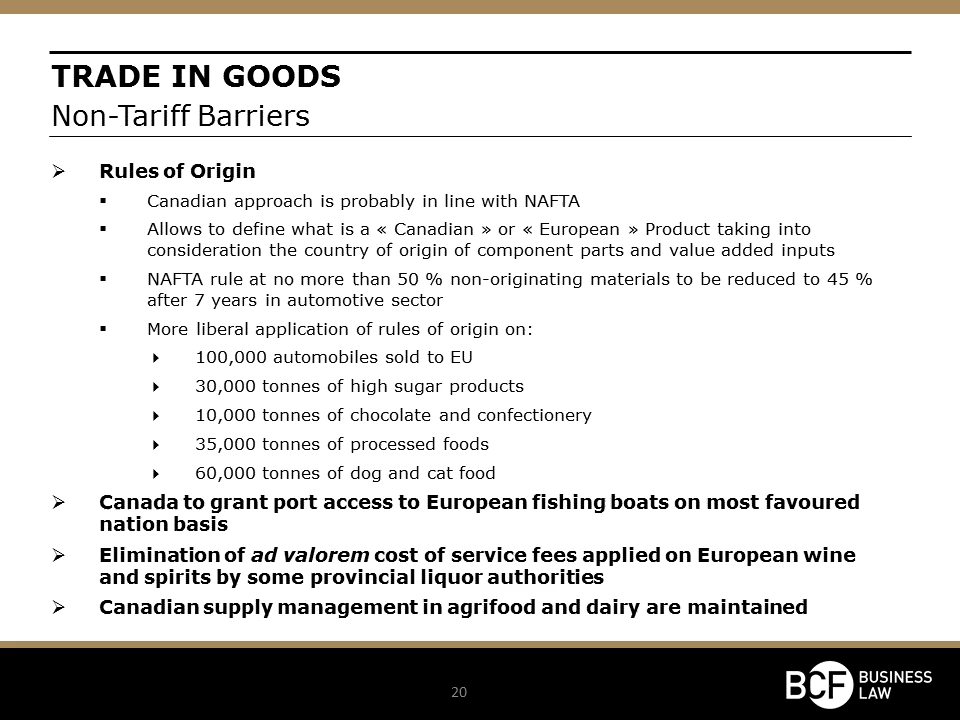 TRADE IN GOODS
Non-Tariff Barriers
Rules of Origin
Canadian approach is probably in line with NAFTA
Allows to define what is a « Canadian » or « European » Product taking into
consideration the country of origin of component parts and value added inputs
NAFTA rule at no more than 50 % non-originating materials to be reduced to 45 %
after 7 years in automotive sector
More liberal application of rules of origin on:
100,000 automobiles sold to EU
30,000 tonnes of high sugar products
10,000 tonnes of chocolate and confectionery
35,000 tonnes of processed foods
60,000 tonnes of dog and cat food
Canada to grant port access to European fishing boats on most favoured
nation basis
Elimination of ad valorem cost of service fees applied on European wine
and spirits by some provincial liquor authorities
Canadian supply management in agrifood and dairy are maintained
20
BCF BUSINESS
LAW